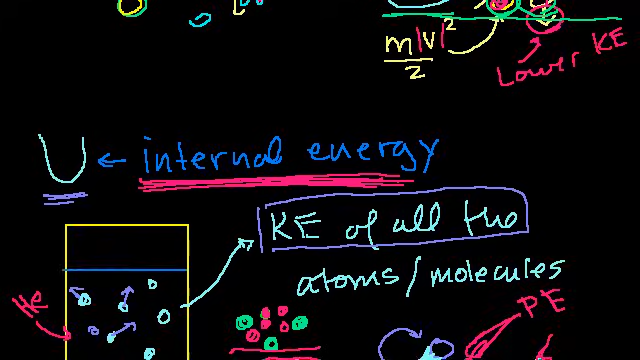 m|v|²
2
Lower KE
U ← internal energy
KE of all the
atoms/molecules
He
PE